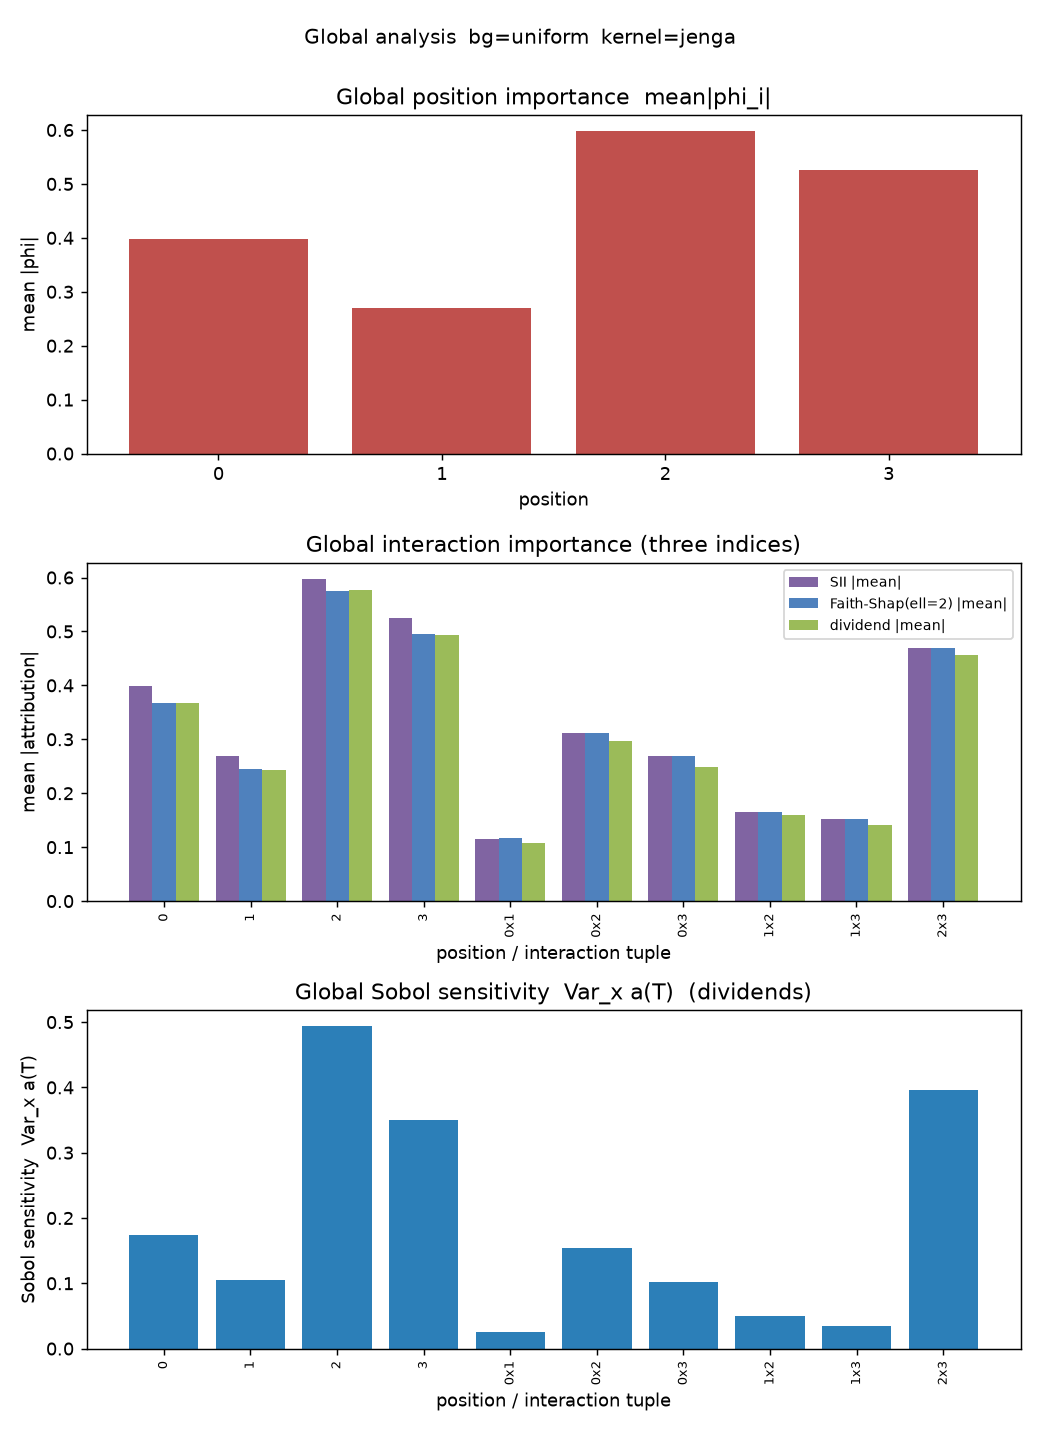 Global analysis  bg=uniform  kernel=jenga
Global position importance  mean|phi_i|
mean |phi|
0.6
0.5
0.4
0.3
0.2
0.1
0.0
0 1 2 3
position
Global interaction importance (three indices)
mean |attribution|
0.6
0.5
0.4
0.3
0.2
0.1
0.0
SII |mean|
Faith-Shap(ell=2) |mean|
dividend |mean|
0 1 2 3 0x1 0x2 0x3 1x2 1x3 2x3
position / interaction tuple
Global Sobol sensitivity  Var_x a(T)  (dividends)
Sobol sensitivity  Var_x a(T)
0.5
0.4
0.3
0.2
0.1
0.0
0 1 2 3 0x1 0x2 0x3 1x2 1x3 2x3
position / interaction tuple